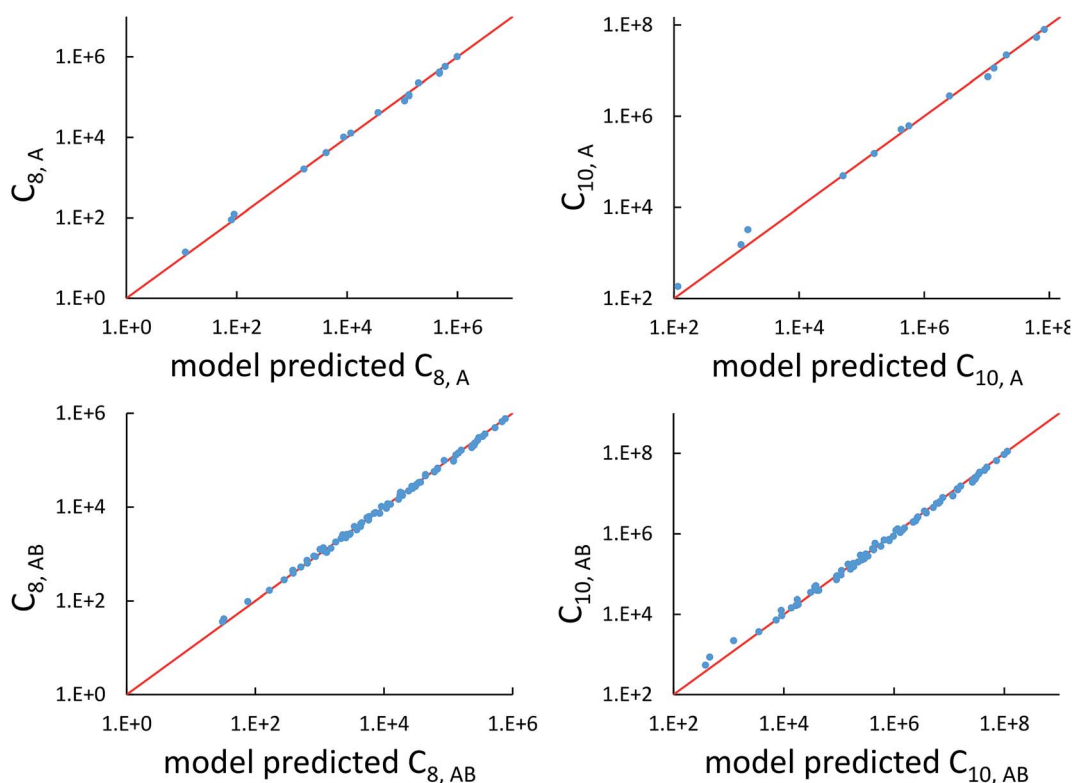 1.E+6
1.E+4
1.E+2
1.E+0
C8, A
1.E+0 1.E+2 1.E+4 1.E+6
model predicted C8, A
1.E+8
1.E+6
1.E+4
1.E+2
C10, A
1.E+2 1.E+4 1.E+6 1.E+8
model predicted C10, A
1.E+6
1.E+4
1.E+2
1.E+0
C8, AB
1.E+0 1.E+2 1.E+4 1.E+6
model predicted C8, AB
1.E+8
1.E+6
1.E+4
1.E+2
C10, AB
1.E+2 1.E+4 1.E+6 1.E+8
model predicted C10, AB